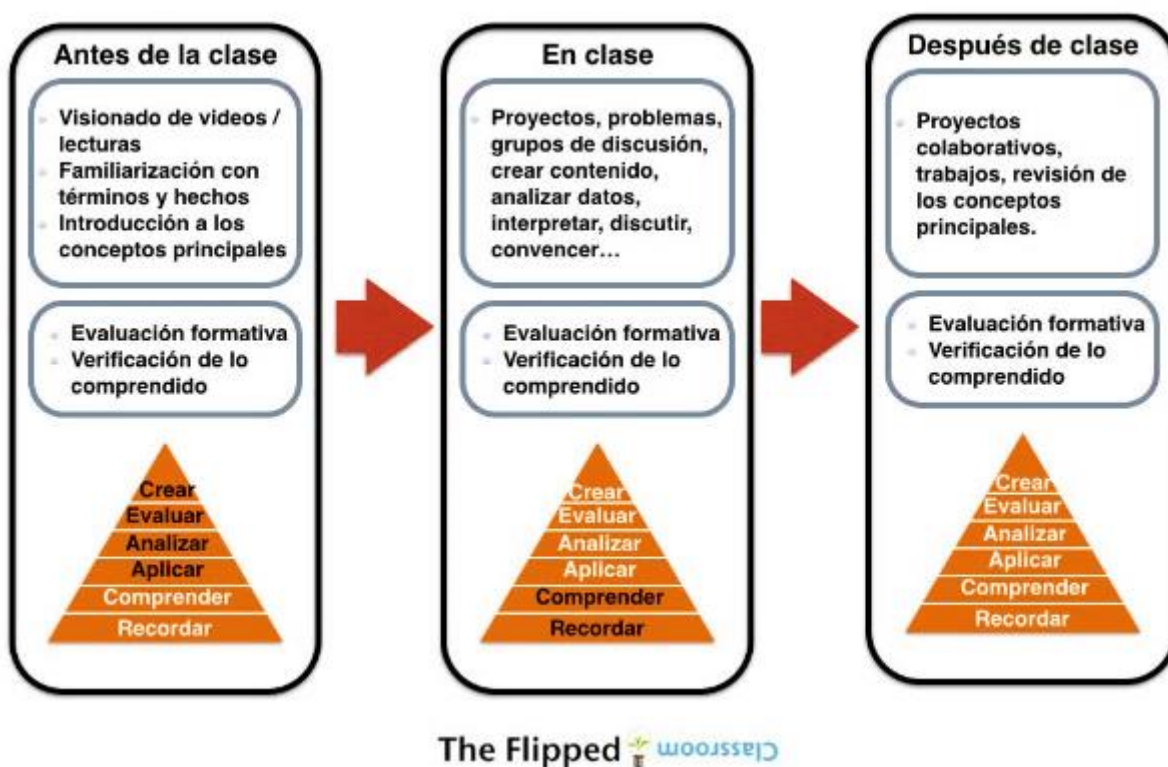 Antes de la clase
Visionado de videos /
lecturas
Familiarización con
términos y hechos
Introducción a los
conceptos principales
Evaluación formativa
Verificación de lo
comprendido
Crear
Evaluar
Analizar
Aplicar
Comprender
Recordar
En clase
Proyectos, problemas,
grupos de discusión,
crear contenido,
analizar datos,
interpretar, discutir,
convencer...
Evaluación formativa
Verificación de lo
comprendido
Crear
Evaluar
Analizar
Aplicar
Comprender
Recordar
Después de clase
Proyectos
colaborativos,
trabajos, revisión de
los conceptos
principales.
Evaluación formativa
Verificación de lo
comprendido
Crear
Evaluar
Analizar
Aplicar
Comprender
Recordar
The Flipped Classroom